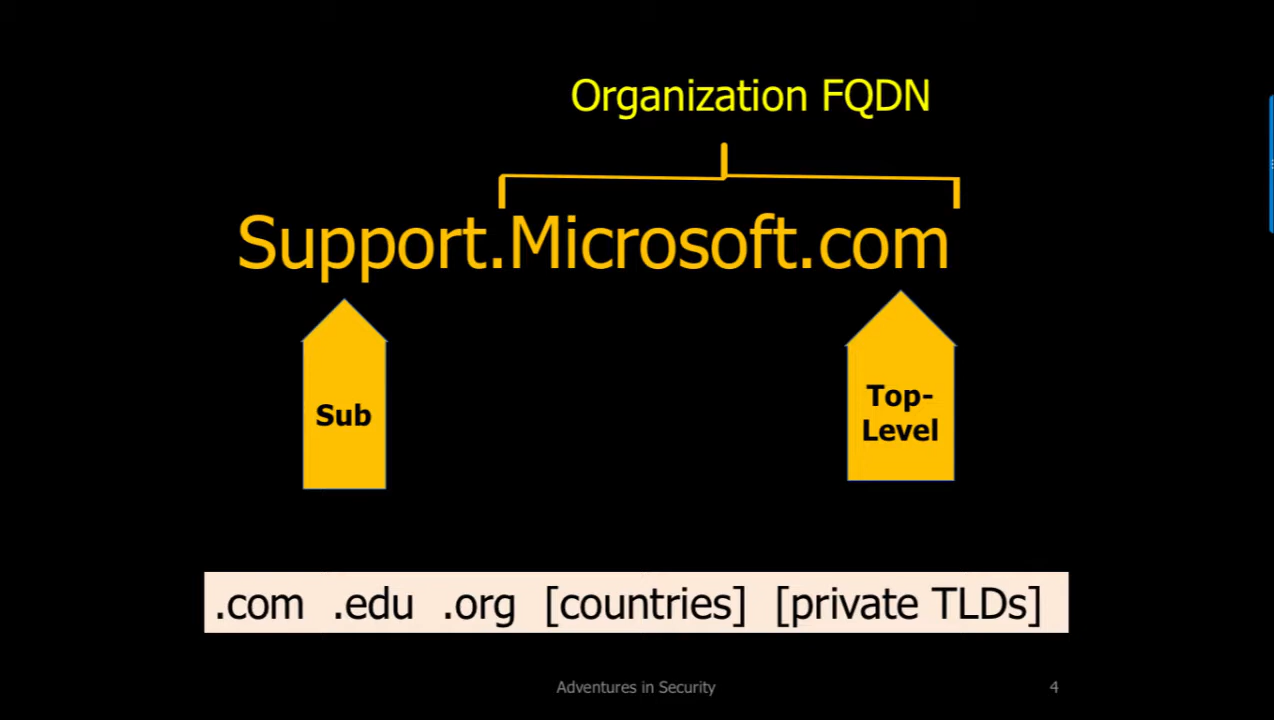 Organization FQDN
Support.Microsoft.com
Sub
Top-
Level
.com .edu .org [countries] [private TLDs]
Adventures in Security
4